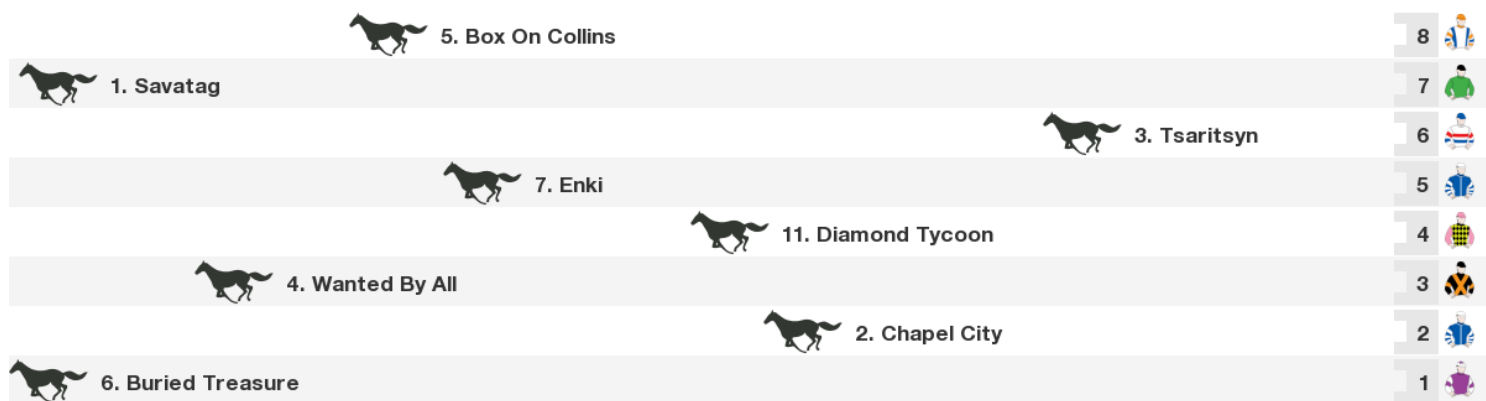 5. Box On Collins 8
1. Savatag 7
3. Tsaritsyn 6
7. Enki 5
11. Diamond Tycoon 4
4. Wanted By All 3
2. Chapel City 2
6. Buried Treasure 1